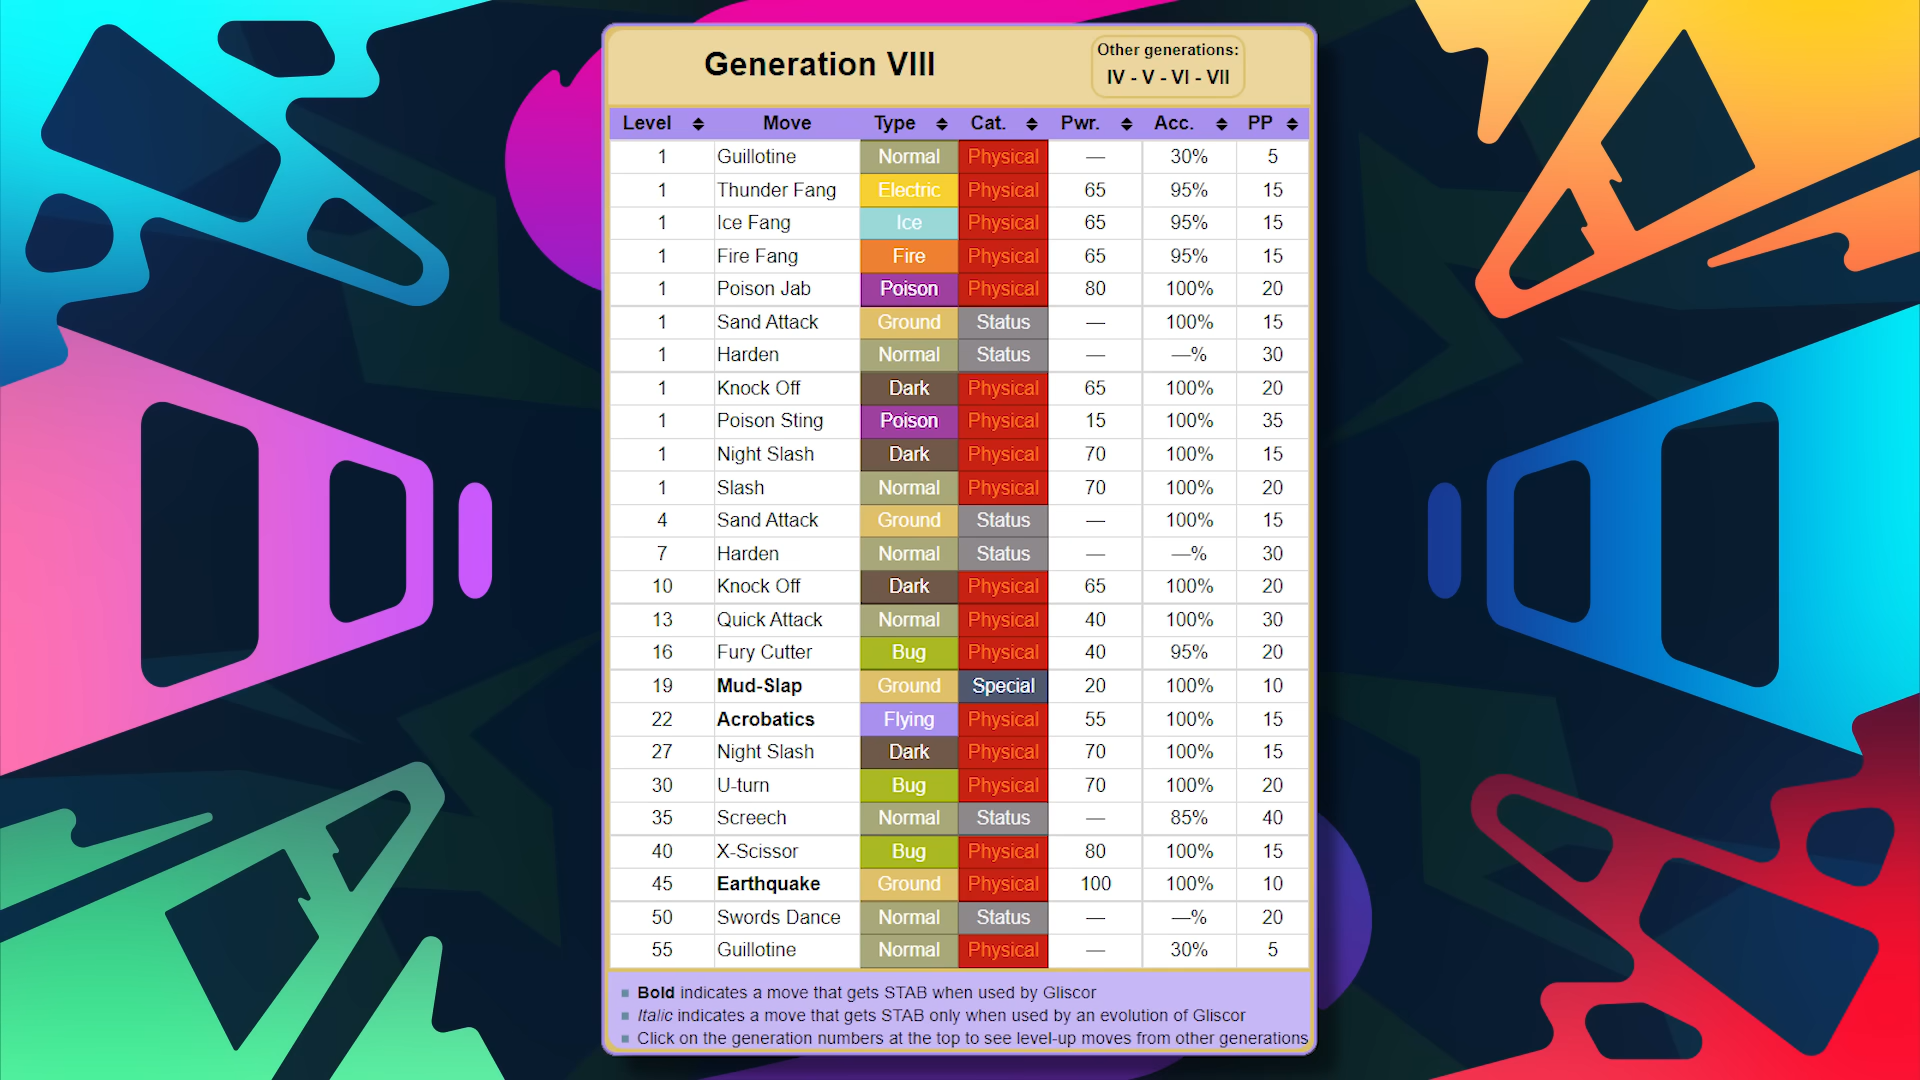 Generation VIII
Other generations:
IV - V - VI - VII
Level Move Type Cat. Pwr. Acc. PP
1 Guillotine Normal Physical — 30% 5
1 Thunder Fang Electric Physical 65 95% 15
1 Ice Fang Ice Physical 65 95% 15
1 Fire Fang Fire Physical 65 95% 15
1 Poison Jab Poison Physical 80 100% 20
1 Sand Attack Ground Status — 100% 15
1 Harden Normal Status — —% 30
1 Knock Off Dark Physical 65 100% 20
1 Poison Sting Poison Physical 15 100% 35
1 Night Slash Dark Physical 70 100% 15
1 Slash Normal Physical 70 100% 20
4 Sand Attack Ground Status — 100% 15
7 Harden Normal Status — —% 30
10 Knock Off Dark Physical 65 100% 20
13 Quick Attack Normal Physical 40 100% 30
16 Fury Cutter Bug Physical 40 95% 20
19 Mud-Slap Ground Special 20 100% 10
22 Acrobatics Flying Physical 55 100% 15
27 Night Slash Dark Physical 70 100% 15
30 U-turn Bug Physical 70 100% 20
35 Screech Normal Status — 85% 40
40 X-Scissor Bug Physical 80 100% 15
45 Earthquake Ground Physical 100 100% 10
50 Swords Dance Normal Status — —% 20
55 Guillotine Normal Physical — 30% 5
Bold indicates a move that gets STAB when used by Gliscor
Italic indicates a move that gets STAB only when used by an evolution of Gliscor
Click on the generation numbers at the top to see level-up moves from other generations